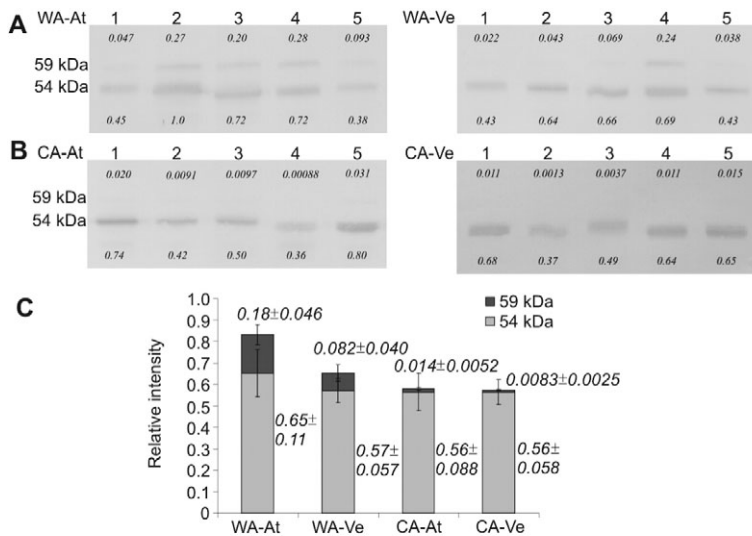 A WA-At 1 2 3 4 5 WA-Ve 1 2 3 4 5
0.047 0.27 0.20 0.28 0.093 0.022 0.043 0.069 0.24 0.038
59 kDa
54 kDa
0.45 1.0 0.72 0.72 0.38 0.43 0.64 0.66 0.69 0.43
B CA-At 1 2 3 4 5 CA-Ve 1 2 3 4 5
0.020 0.0091 0.0097 0.00088 0.031 0.011 0.0013 0.0037 0.011 0.015
59 kDa
54 kDa
0.74 0.42 0.50 0.36 0.80 0.68 0.37 0.49 0.64 0.65
C
59 kDa
54 kDa
Relative intensity
1.0
0.9
0.8
0.7
0.6
0.5
0.4
0.3
0.2
0.1
0
0.18±0.046
0.082±0.040
0.014±0.0052
0.0083±0.0025
0.65±
0.11
0.57±
0.057
0.56±
0.088
0.56±
0.058
WA-At WA-Ve CA-At CA-Ve